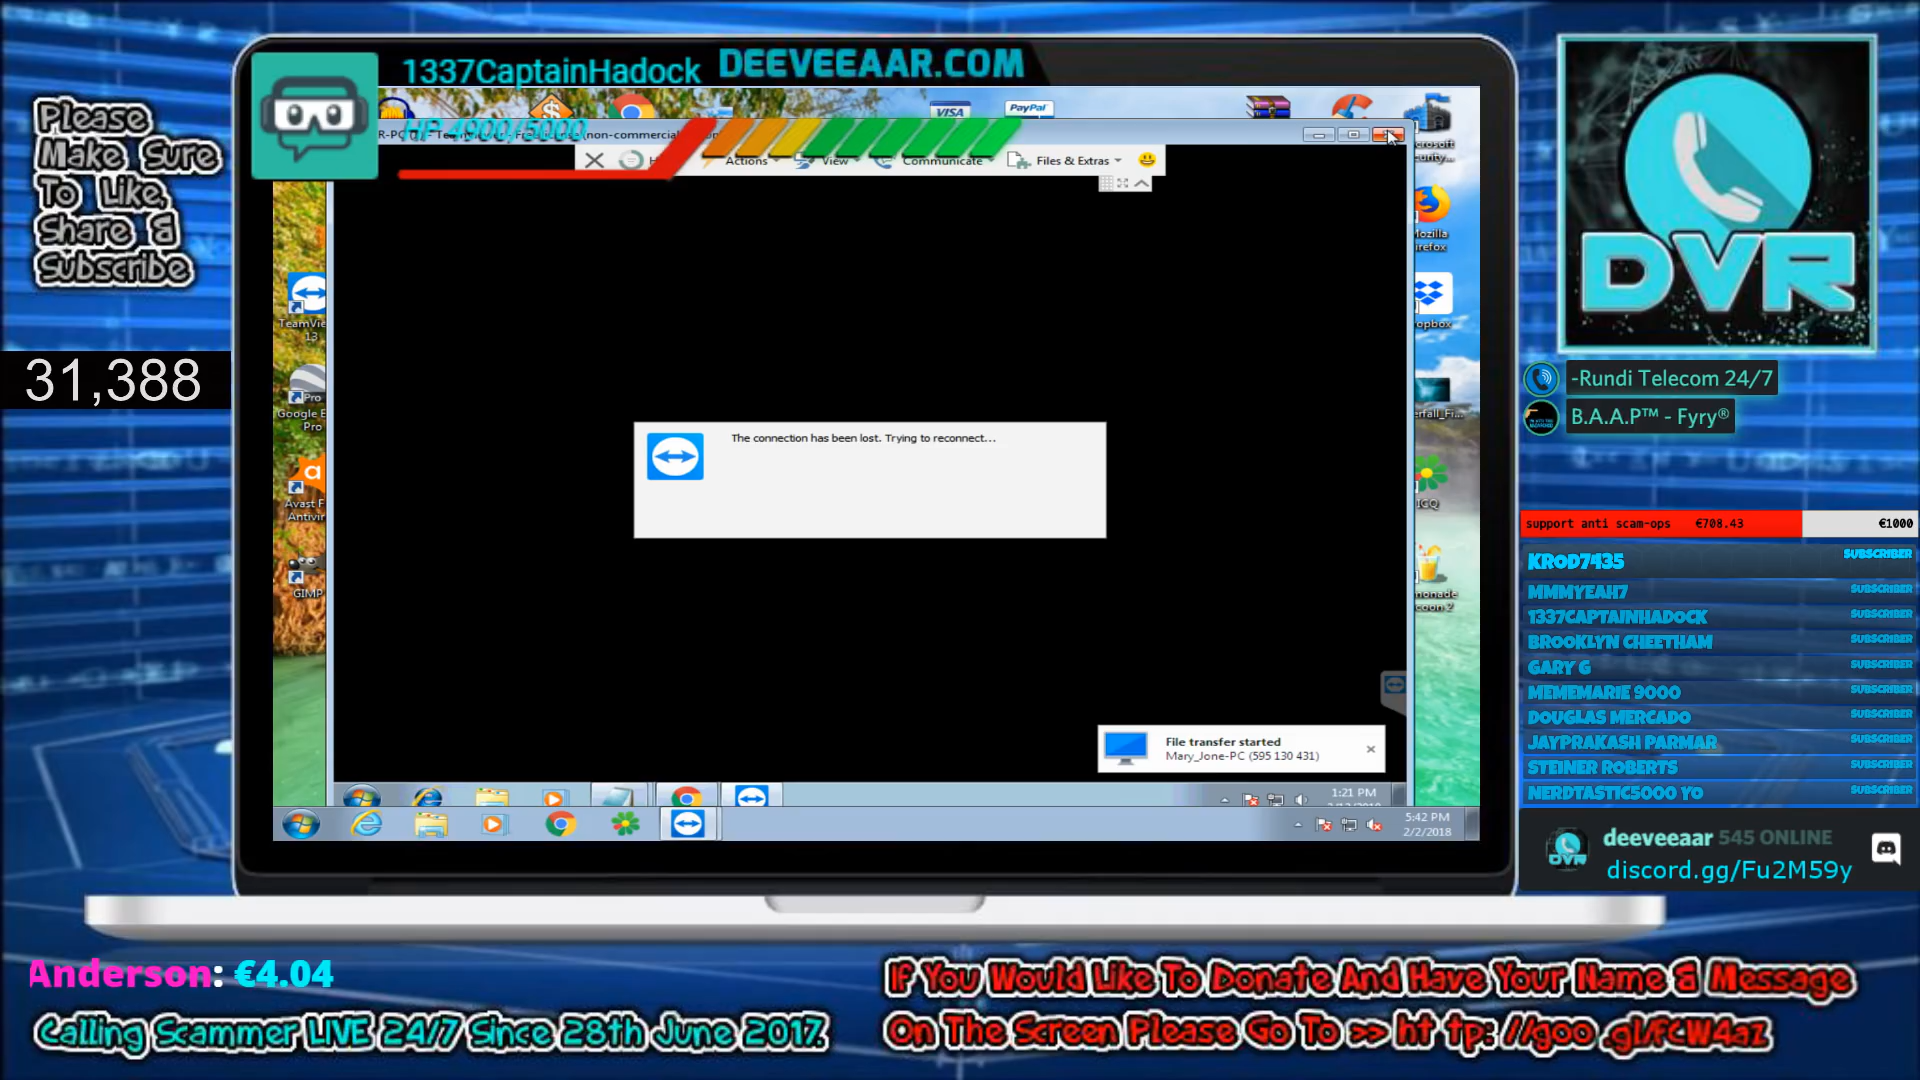 Please
Make Sure
To Like,
Share &
Subscribe
31,388
1337CaptainHadock
DEEVEEAAR.COM
HP 4900/5000
VISA
PayPal
(non-commercial
Actions
View
Communicate
Files & Extras
Mozilla
Firefox
TeamVie
13
Google E
Pro
Avast F
Antivir
GIMP
ICQ
The connection has been lost. Trying to reconnect...
File transfer started
Mary_Jone-PC (595 130 431)
1:21 PM
5:42 PM
2/2/2018
DVR
-Rundi Telecom 24/7
B.A.A.P™ - Fyry®
support anti scam-ops €708.43 €1000
KROD7435 SUBSCRIBER
MMMYEAH7 SUBSCRIBER
1337CAPTAINHADOCK SUBSCRIBER
BROOKLYN CHEETHAM SUBSCRIBER
GARY G SUBSCRIBER
MEMEMARIE 9000 SUBSCRIBER
DOUGLAS MERCADO SUBSCRIBER
JAYPRAKASH PARMAR SUBSCRIBER
STEINER ROBERTS SUBSCRIBER
NERDTASTIC5000 YO SUBSCRIBER
DVR
deeveeaar 545 ONLINE
discord.gg/Fu2M59y
Anderson: €4.04
Calling Scammer LIVE 24/7 Since 28th June 2017.
If You Would Like To Donate And Have Your Name & Message
On The Screen Please Go To >> ht tp: //goo .gl/fCW4aZ